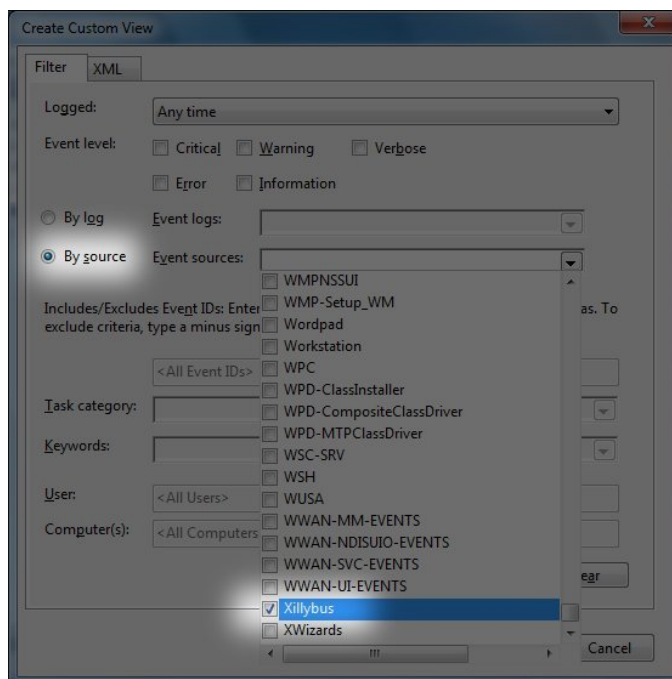 Create Custom View
Filter
XML
Logged:
Any time
Event level:
Critical
Warning
Verbose
Error
Information
By log
Event logs:
By source
Event sources:
WMPNSSUI
WMP-Setup_WM
Includes/Excludes Event IDs: Enter
as. To
Wordpad
exclude criteria, type a minus sign
Workstation
WPC
<All Event IDs>
WPD-ClassInstaller
Task category:
WPD-CompositeClassDriver
WPD-MTPClassDriver
Keywords:
WSC-SRV
WSH
User:
<All Users>
WUSA
Computer(s):
<All Computers
WWAN-MM-EVENTS
WWAN-NDISUIO-EVENTS
WWAN-SVC-EVENTS
WWAN-UI-EVENTS
ear
Xillybus
XWizards
Cancel